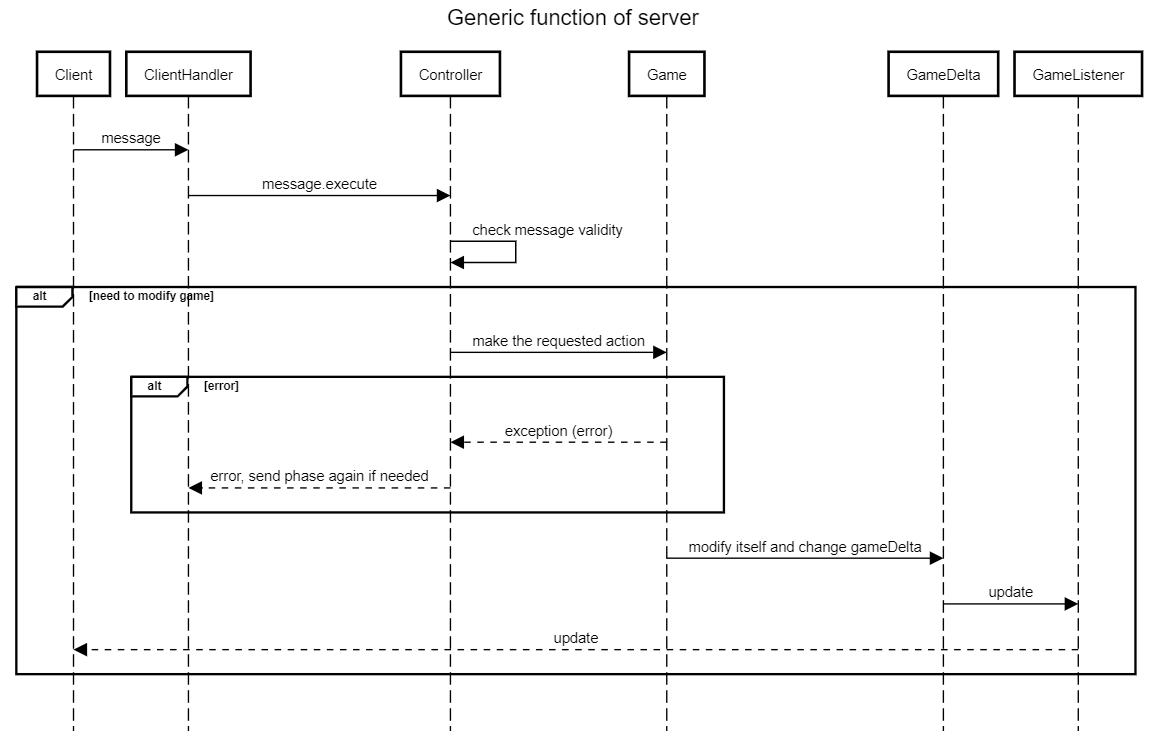 Generic function of server
Client
ClientHandler
Controller
Game
GameDelta
GameListener
message
message.execute
check message validity
alt
[need to modify game]
make the requested action
alt
[error]
exception (error)
error, send phase again if needed
modify itself and change gameDelta
update
update